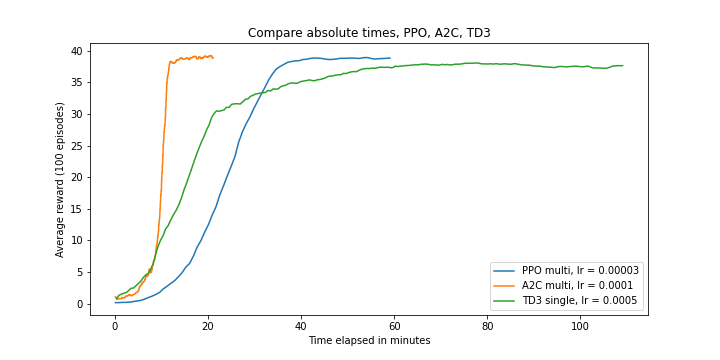 Compare absolute times, PPO, A2C, TD3
Average reward (100 episodes)
40
35
30
25
20
15
10
5
0
0
20
40
60
80
100
Time elapsed in minutes
PPO multi, lr = 0.00003
A2C multi, lr = 0.0001
TD3 single, lr = 0.0005